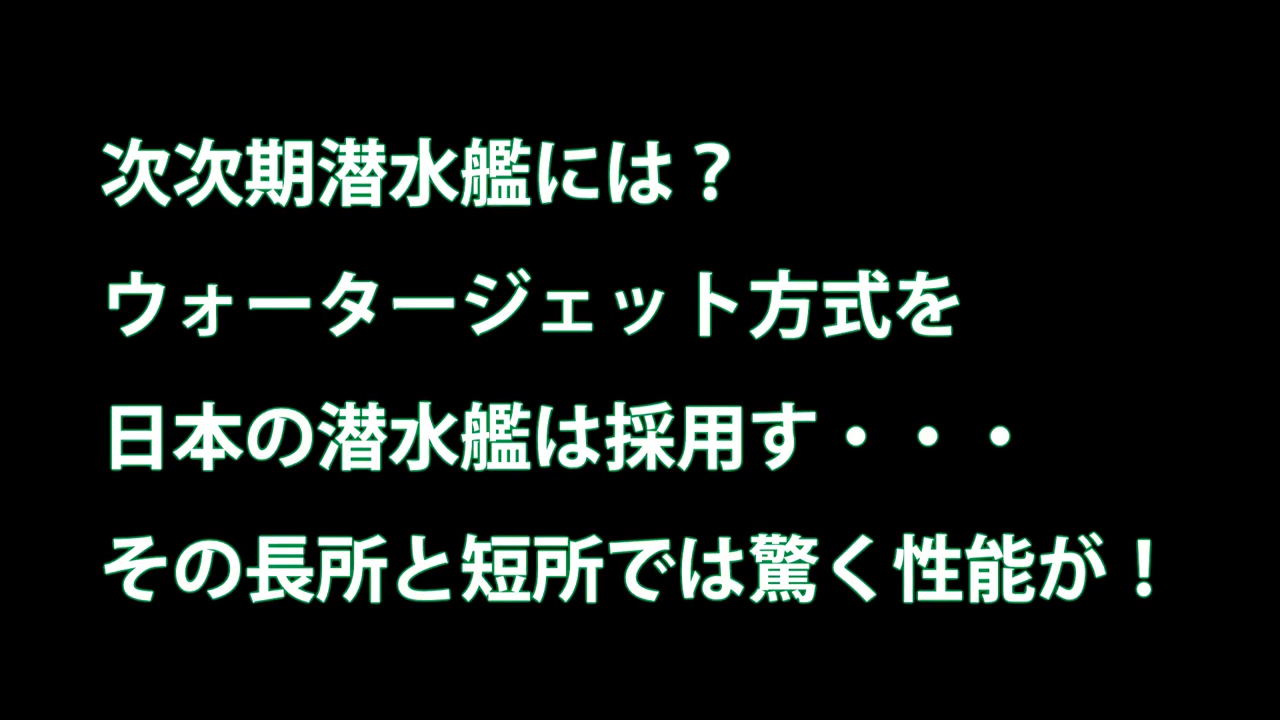 次次期潜水艦には？
ウォータージェット方式を
日本の潜水艦は採用す・・・
その長所と短所では驚く性能が！